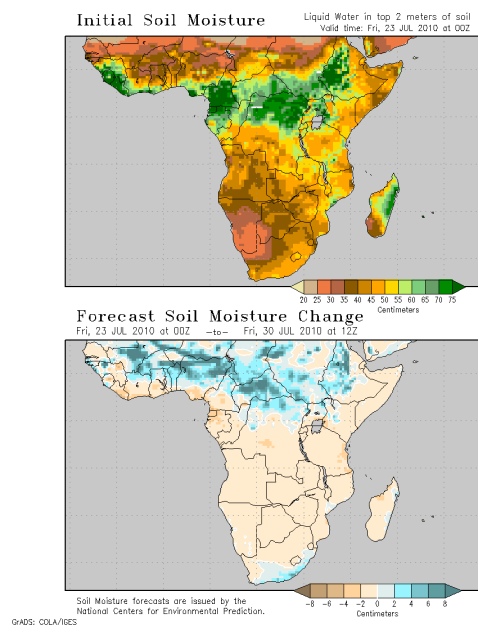 Initial Soil Moisture
Liquid Water in top 2 meters of soil
Valid time: Fri, 23 JUL 2010 at 00Z
20 25 30 35 40 45 50 55 60 65 70 75
Centimeters
Forecast Soil Moisture Change
Fri, 23 JUL 2010 at 00Z —to— Fri, 30 JUL 2010 at 12Z
-8 -6 -4 -2 0 2 4 6 8
Centimeters
Soil Moisture forecasts are issued by the
National Centers for Environmental Prediction.
GrADS: COLA/IGES